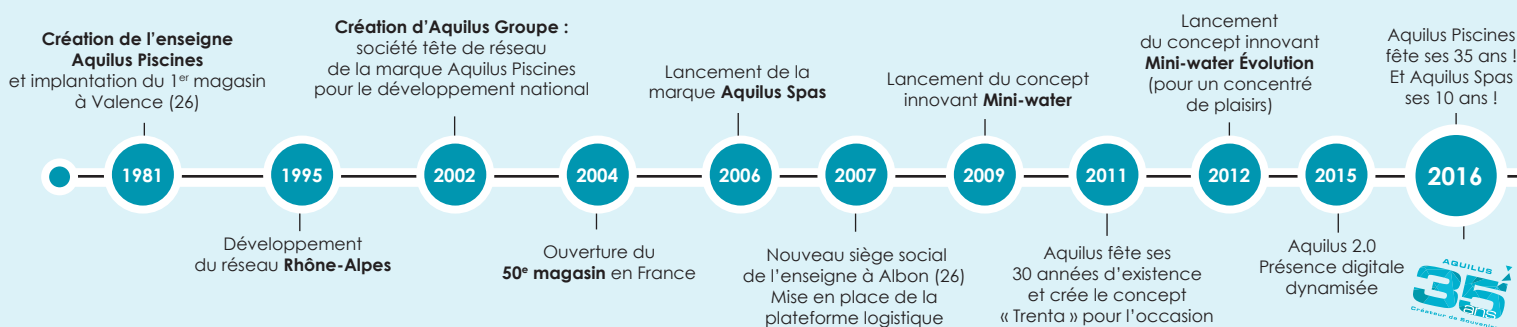 Création de l'enseigne
Aquilus Piscines
et implantation du 1er magasin
à Valence (26)
1981
1995
Développement
du réseau Rhône-Alpes
Création d'Aquilus Groupe :
société tête de réseau
de la marque Aquilus Piscines
pour le développement national
2002
2004
Ouverture du
50e magasin en France
Lancement de la
marque Aquilus Spas
2006
2007
Nouveau siège social
de l'enseigne à Albon (26)
Mise en place de la
plateforme logistique
Lancement du concept
innovant Mini-water
2009
2011
Aquilus fête ses
30 années d'existence
et crée le concept
« Trenta » pour l'occasion
Lancement
du concept innovant
Mini-water Évolution
(pour un concentré
de plaisirs)
2012
2015
Aquilus 2.0
Présence digitale
dynamisée
Aquilus Piscines
fête ses 35 ans !
Et Aquilus Spas
ses 10 ans !
2016
AQUILUS
35
ans
Créateur de Souvenirs